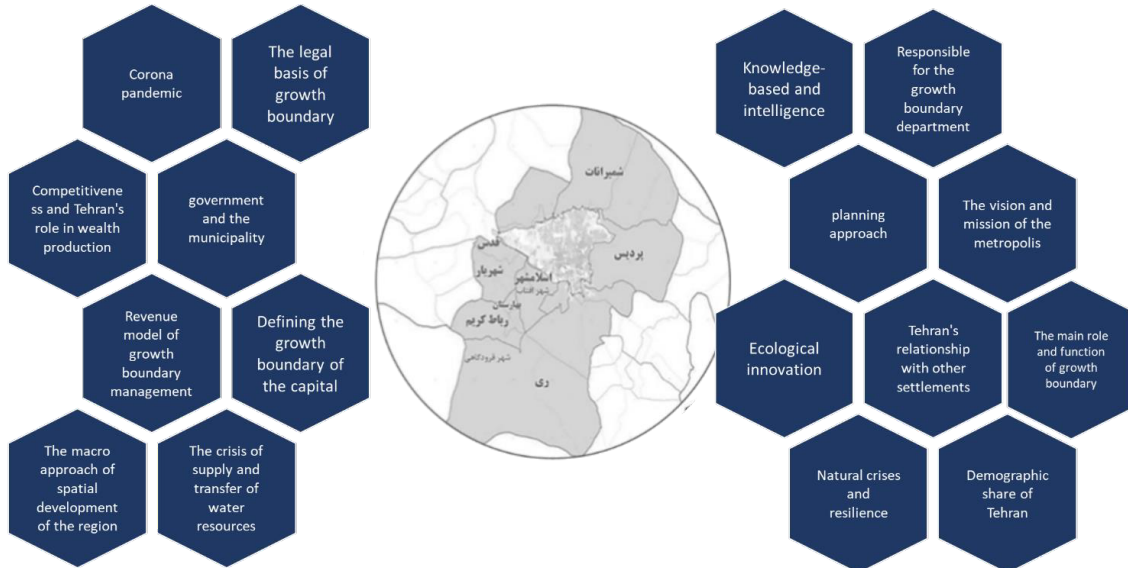 Corona
pandemic
The legal
basis of
growth
boundary
Competitivene
ss and Tehran's
role in wealth
production
government
and the
municipality
Revenue
model of
growth
boundary
management
Defining the
growth
boundary of
the capital
The macro
approach of
spatial
development
of the region
The crisis of
supply and
transfer of
water
resources
شمیرانات
قدس
شهریار
اسلامشهر
پردیس
شهر آفتاب
بهارستان
رباط کریم
شهر فرودگاهی
ری
Knowledge-
based and
intelligence
Responsible
for the
growth
boundary
department
planning
approach
The vision and
mission of the
metropolis
Ecological
innovation
Tehran's
relationship
with other
settlements
The main role
and function
of growth
boundary
Natural crises
and
resilience
Demographic
share of
Tehran